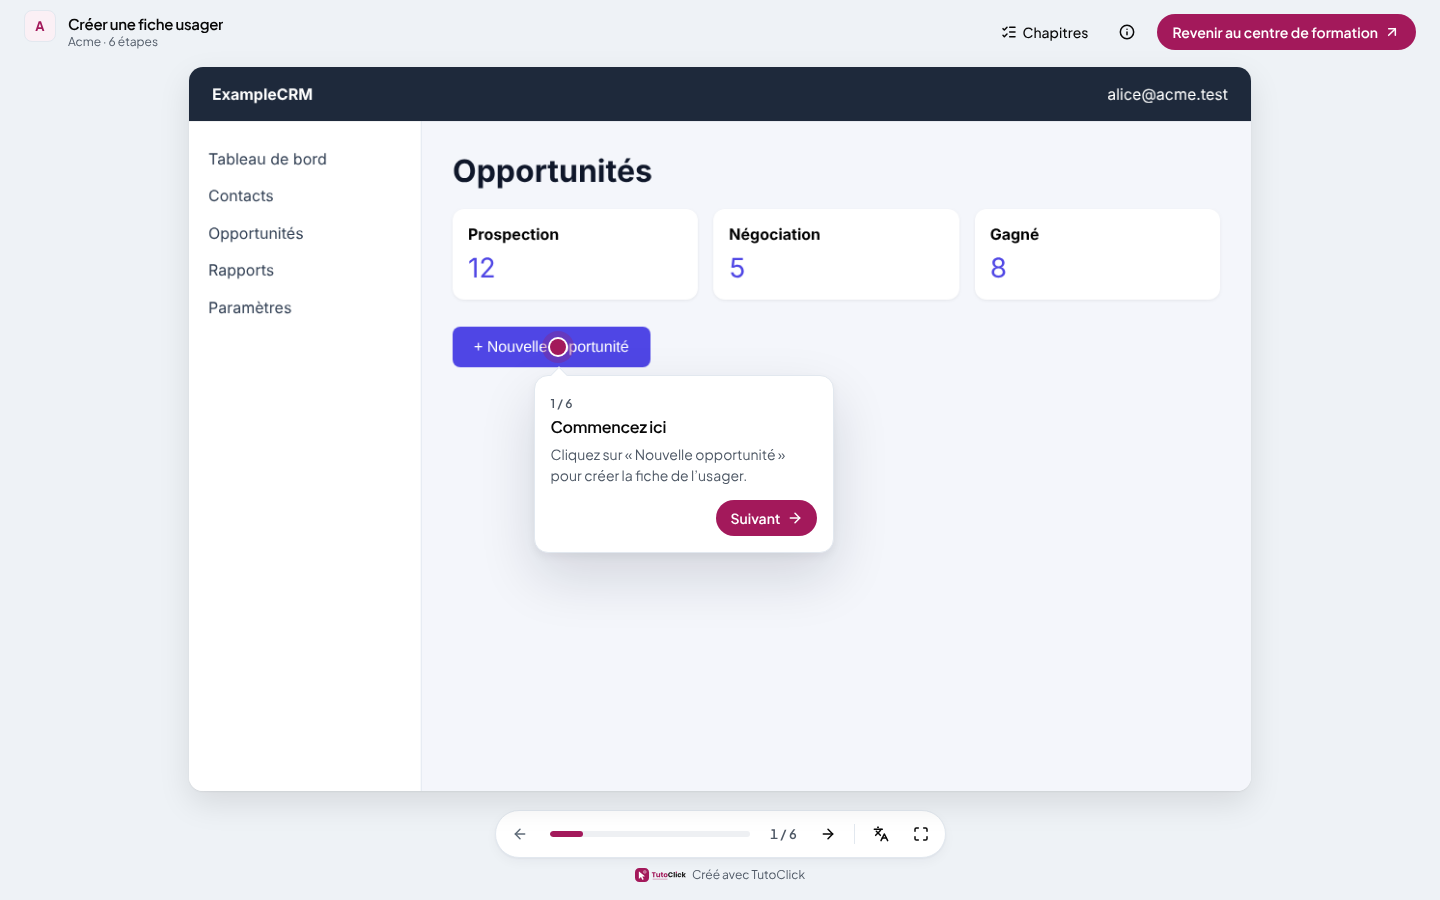 A
Créer une fiche usager
Acme · 6 étapes
Chapitres
Revenir au centre de formation
ExampleCRM
alice@acme.test
Tableau de bord
Contacts
Opportunités
Rapports
Paramètres
Opportunités
Prospection
12
Négociation
5
Gagné
8
+ Nouvelle portunité
1 / 6
Commencez ici
Cliquez sur « Nouvelle opportunité »
pour créer la fiche de l'usager.
Suivant
1 / 6
TutoClick Créé avec TutoClick